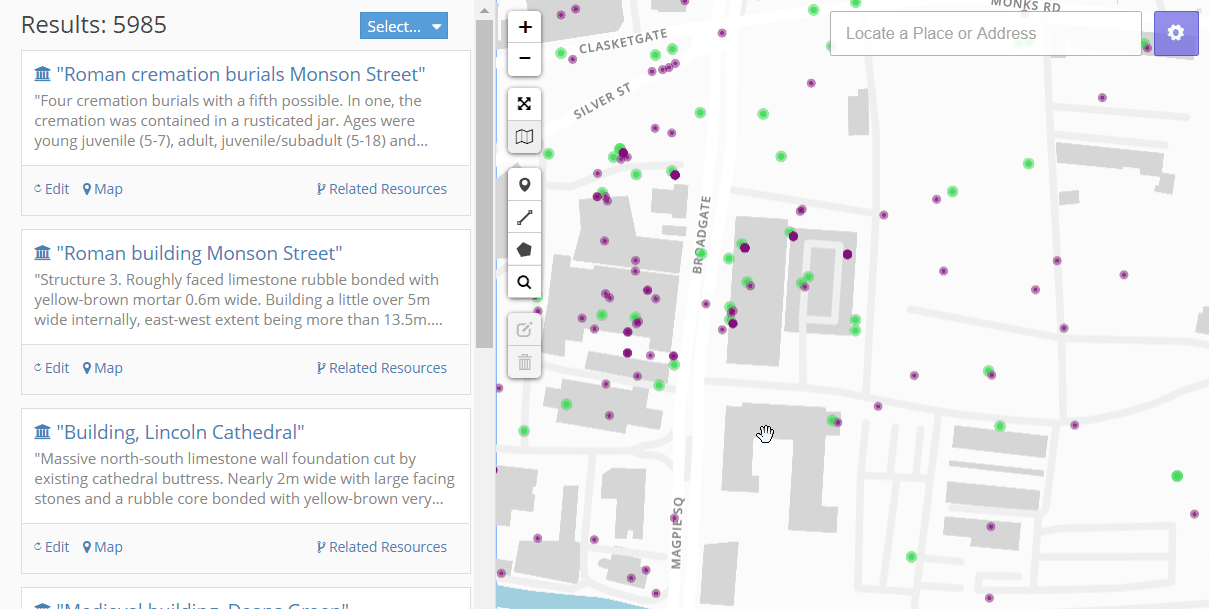 Results: 5985
Select...
"Roman cremation burials Monson Street"
"Four cremation burials with a fifth possible. In one, the
cremation was contained in a rusticated jar. Ages were
young juvenile (5-7), adult, juvenile/subadult (5-18) and...
Edit Map Related Resources
"Roman building Monson Street"
"Structure 3. Roughly faced limestone rubble bonded with
yellow-brown mortar 0.6m wide. Building a little over 5m
wide internally, east-west extent being more than 13.5m....
Edit Map Related Resources
"Building, Lincoln Cathedral"
"Massive north-south limestone wall foundation cut by
existing cathedral buttress. Nearly 2m wide with large facing
stones and a rubble core bonded with yellow-brown very...
Edit Map Related Resources
"Medieval building, Deans Green"
+
−
MONKS RD
Locate a Place or Address
CLASKETGATE
SILVER ST
BROADGATE
MAGPIE SQ